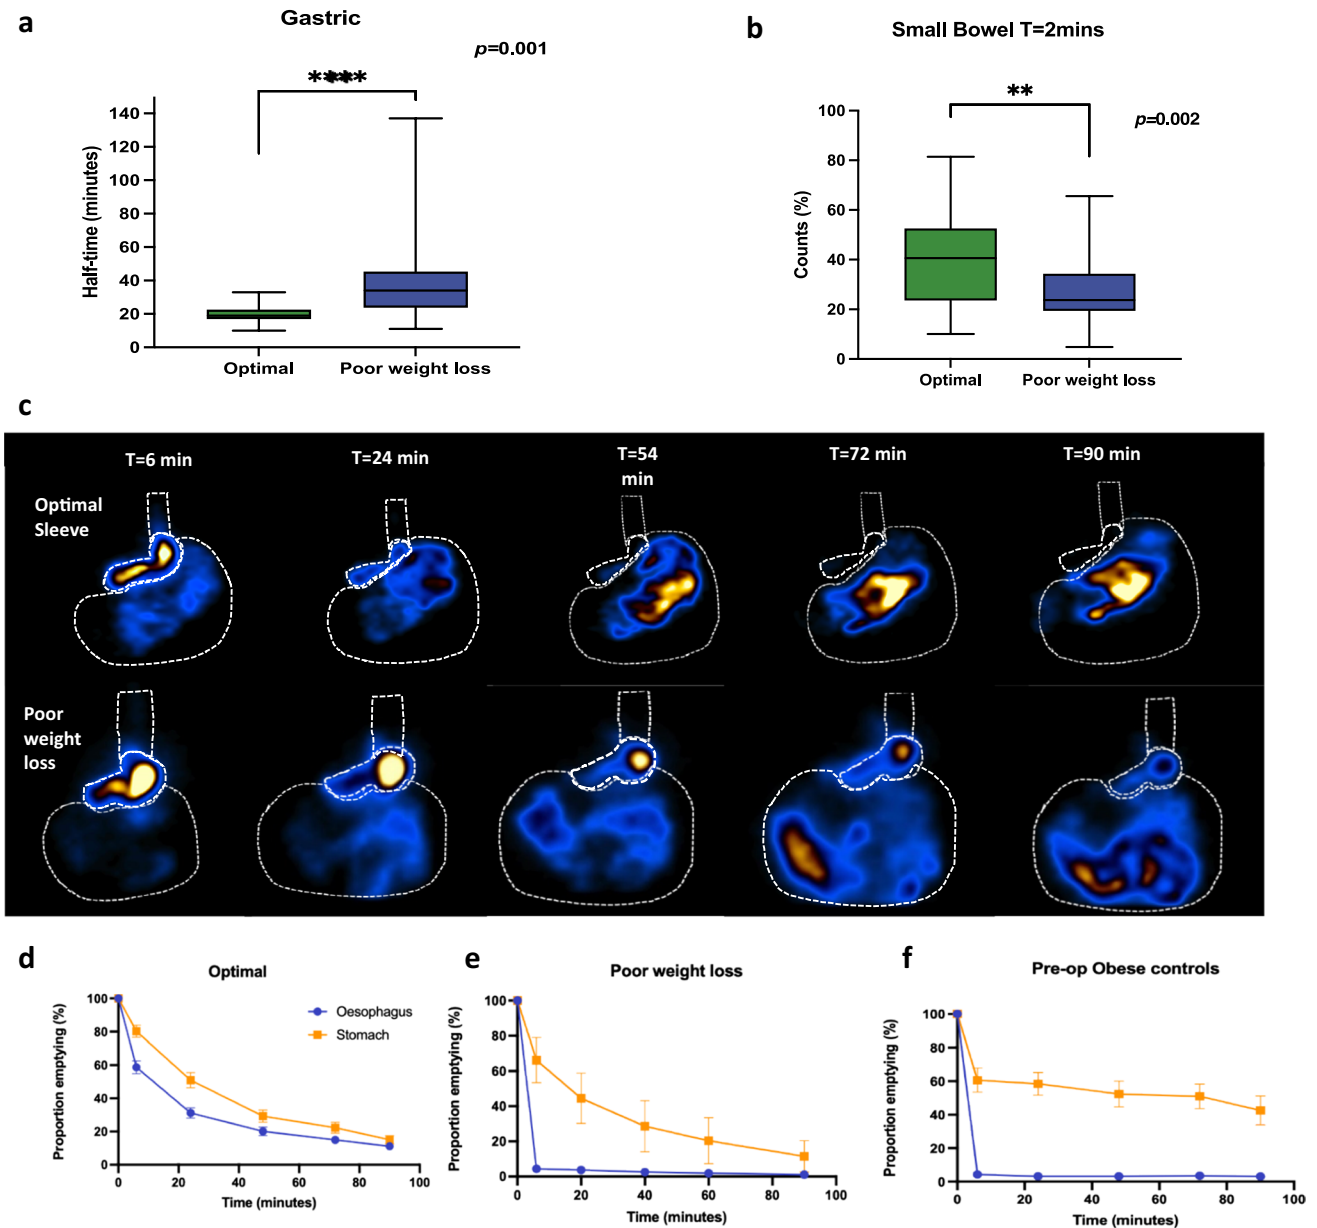 a
Gastric
p=0.001
****
Half-time (minutes)
140
120
100
80
60
40
20
0
Optimal
Poor weight loss
b
Small Bowel T=2mins
p=0.002
**
Counts (%)
100
80
60
40
20
0
Optimal
Poor weight loss
c
T=6 min
T=24 min
T=54
min
T=72 min
T=90 min
Optimal
Sleeve
Poor
weight
loss
d
Optimal
Proportion emptying (%)
100
80
60
40
20
0
0
20
40
60
80
100
Time (minutes)
Oesophagus
Stomach
e
Poor weight loss
Proportion emptying (%)
100
80
60
40
20
0
0
20
40
60
80
100
Time (minutes)
f
Pre-op Obese controls
Proportion emptying (%)
100
80
60
40
20
0
0
20
40
60
80
100
Time (minutes)